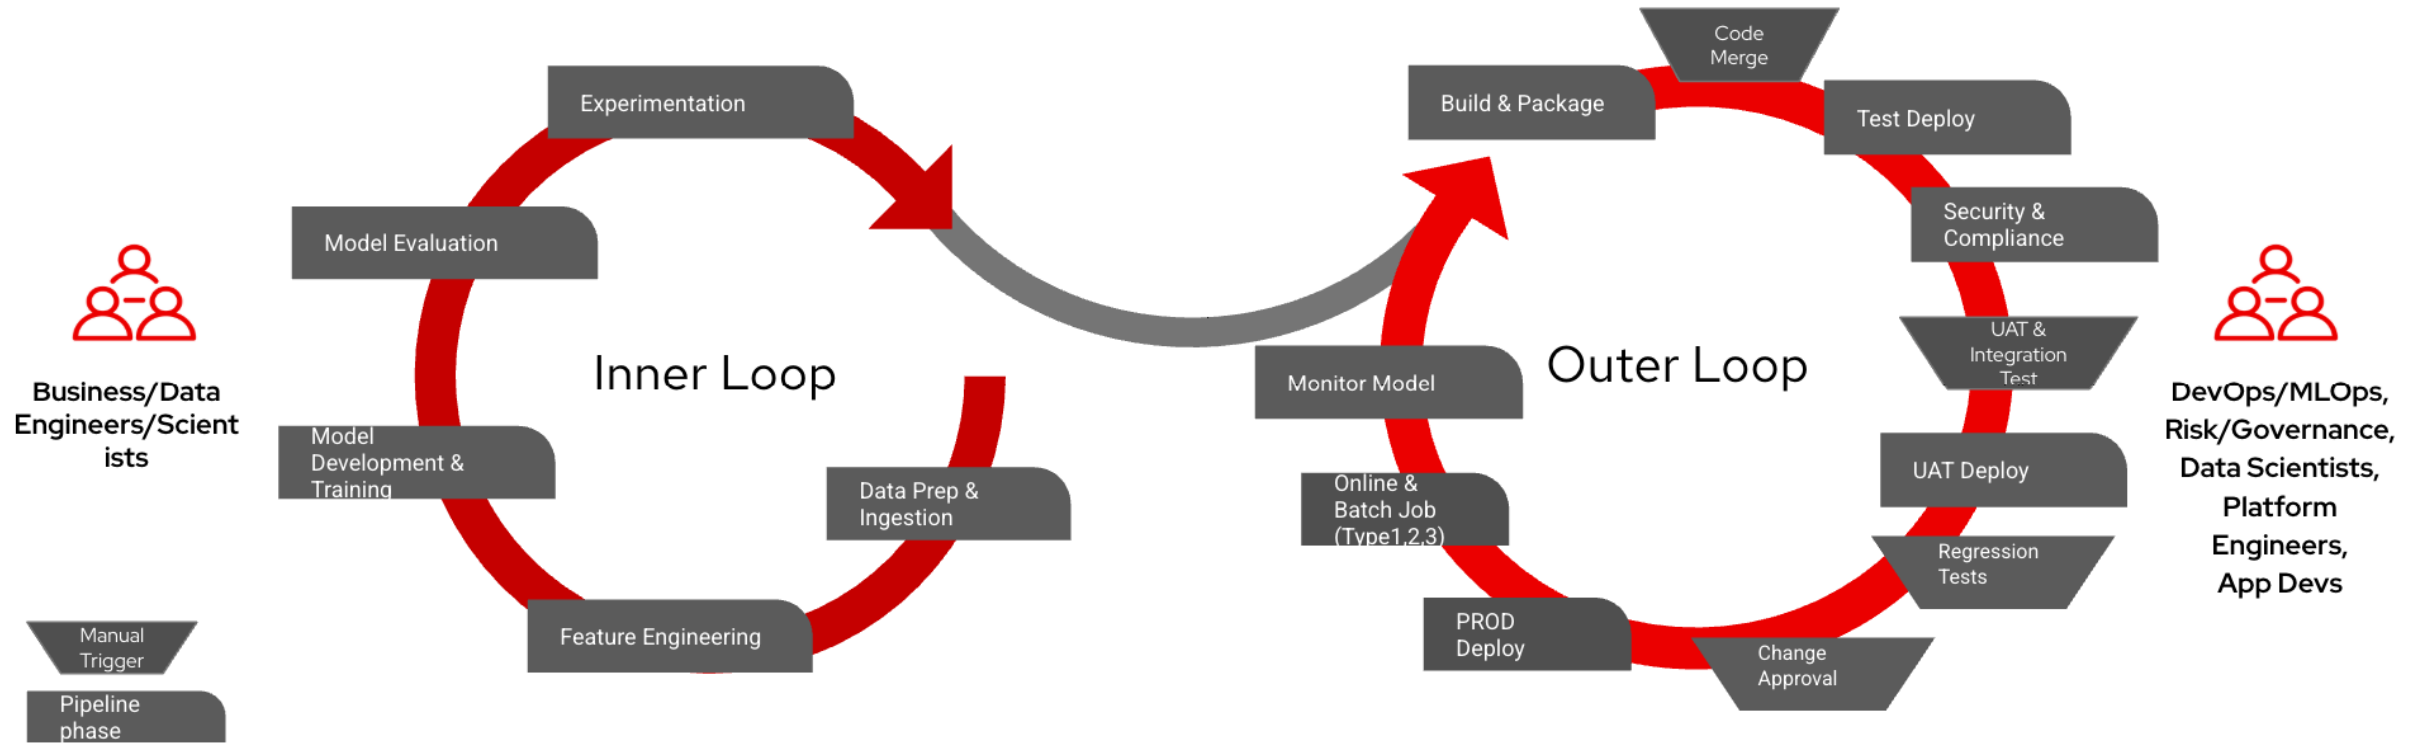 Business/Data
Engineers/Scient
ists
Manual
Trigger
Pipeline
phase
Experimentation
Model Evaluation
Model
Development &
Training
Feature Engineering
Data Prep &
Ingestion
Inner Loop
Build & Package
Code
Merge
Test Deploy
Security &
Compliance
UAT &
Integration
Test
UAT Deploy
Regression
Tests
Change
Approval
PROD
Deploy
Online &
Batch Job
(Type1,2,3)
Monitor Model
Outer Loop
DevOps/MLOps,
Risk/Governance,
Data Scientists,
Platform
Engineers,
App Devs